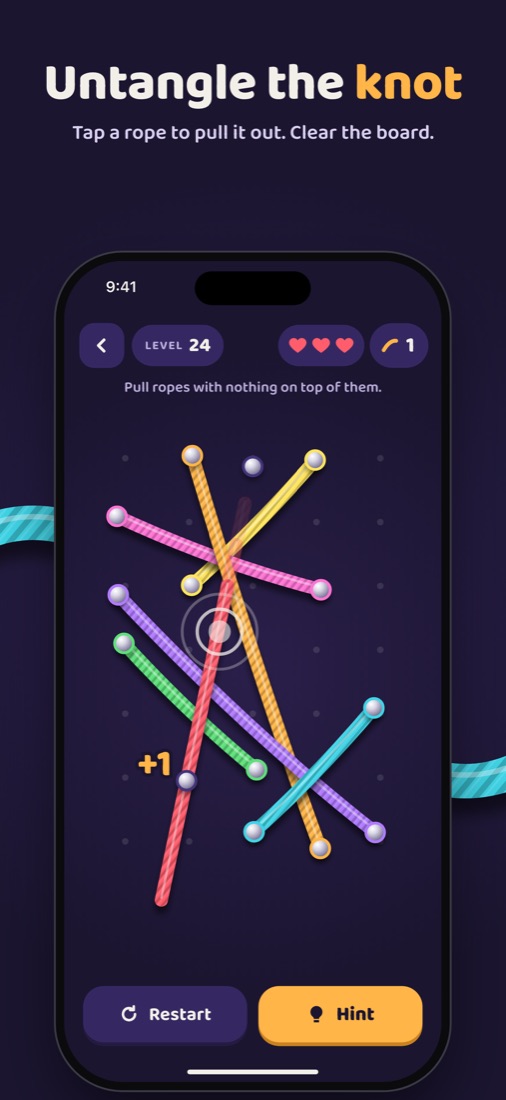 Untangle the knot
Tap a rope to pull it out. Clear the board.
9:41
LEVEL 24
1
Pull ropes with nothing on top of them.
+1
Restart
Hint